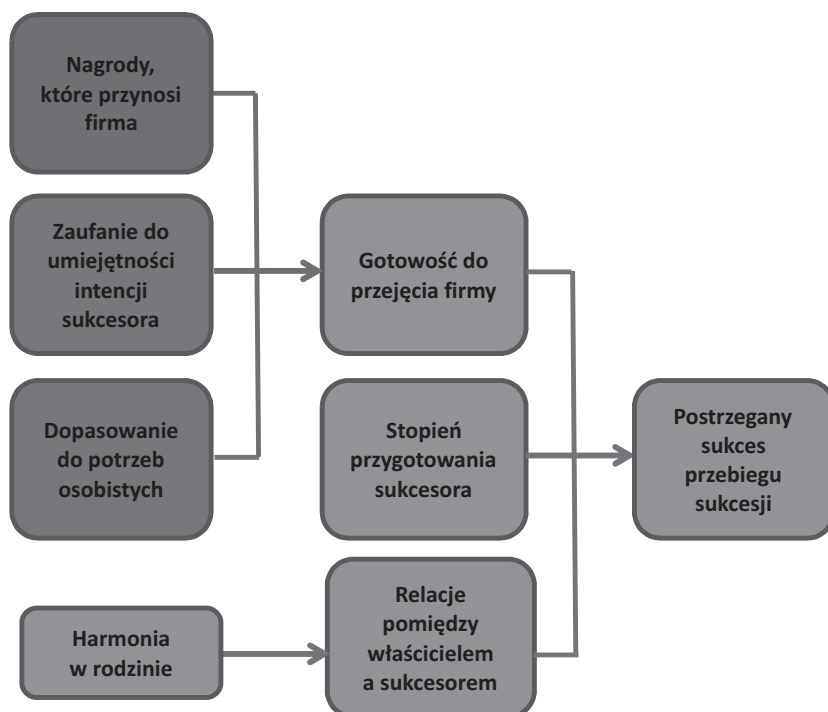 Nagrody,
które przynosi
firma
Zaufanie do
umiejętności
intencji
sukcesora
Dopasowanie
do potrzeb
osobistych
Gotowość do
przejęcia firmy
Stopień
przygotowania
sukcesora
Postrzegany
sukces
przebiegu
sukcesji
Harmonia
w rodzinie
Relacje
pomiędzy
właścicielem
a sukcesorem